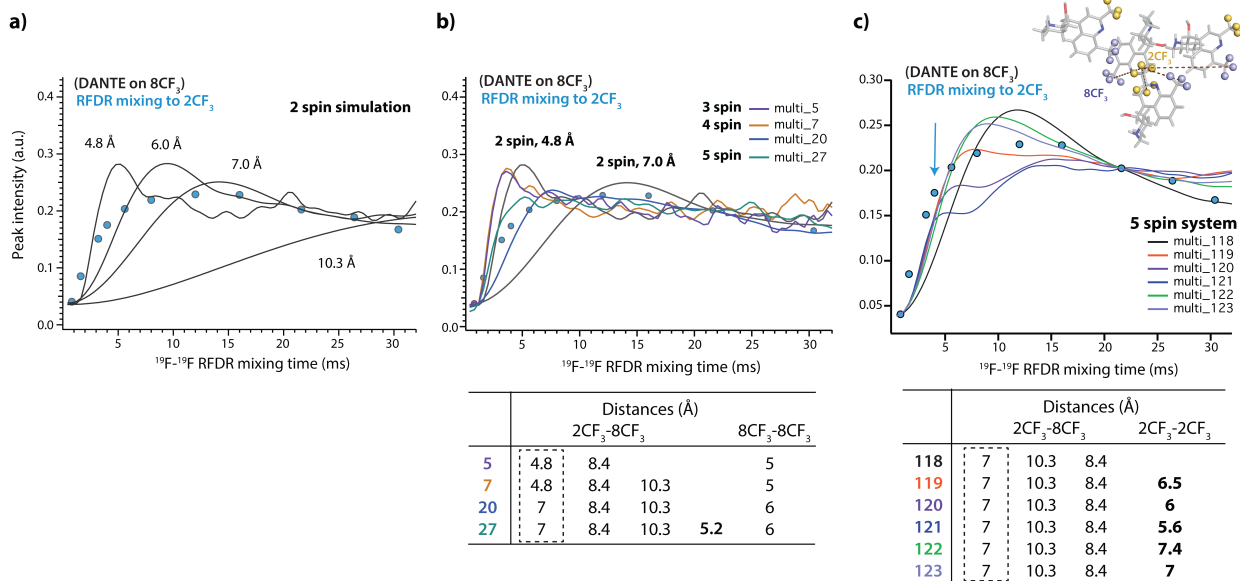 a)
(DANTE on 8CF3)
RFDR mixing to 2CF3
2 spin simulation
4.8 Å
6.0 Å
7.0 Å
10.3 Å
Peak intensity (a.u.)
0.4
0.3
0.2
0.1
0.0
5 10 15 20 25 30
19F-19F RFDR mixing time (ms)
b)
(DANTE on 8CF3)
RFDR mixing to 2CF3
3 spin multi_5
4 spin multi_7
multi_20
5 spin multi_27
2 spin, 4.8 Å
2 spin, 7.0 Å
0.4
0.3
0.2
0.1
0.0
5 10 15 20 25 30
19F-19F RFDR mixing time (ms)
Distances (Å)
2CF3-8CF3 8CF3-8CF3
5 4.8 8.4 5
7 4.8 8.4 10.3 5
20 7 8.4 10.3 6
27 7 8.4 10.3 5.2 6
c)
(DANTE on 8CF3)
RFDR mixing to 2CF3
2CF3
8CF3
0.30
0.25
0.20
0.15
0.10
0.05
5 spin system
multi_118
multi_119
multi_120
multi_121
multi_122
multi_123
5 10 15 20 25 30
19F-19F RFDR mixing time (ms)
Distances (Å)
2CF3-8CF3 2CF3-2CF3
118 7 10.3 8.4
119 7 10.3 8.4 6.5
120 7 10.3 8.4 6
121 7 10.3 8.4 5.6
122 7 10.3 8.4 7.4
123 7 10.3 8.4 7